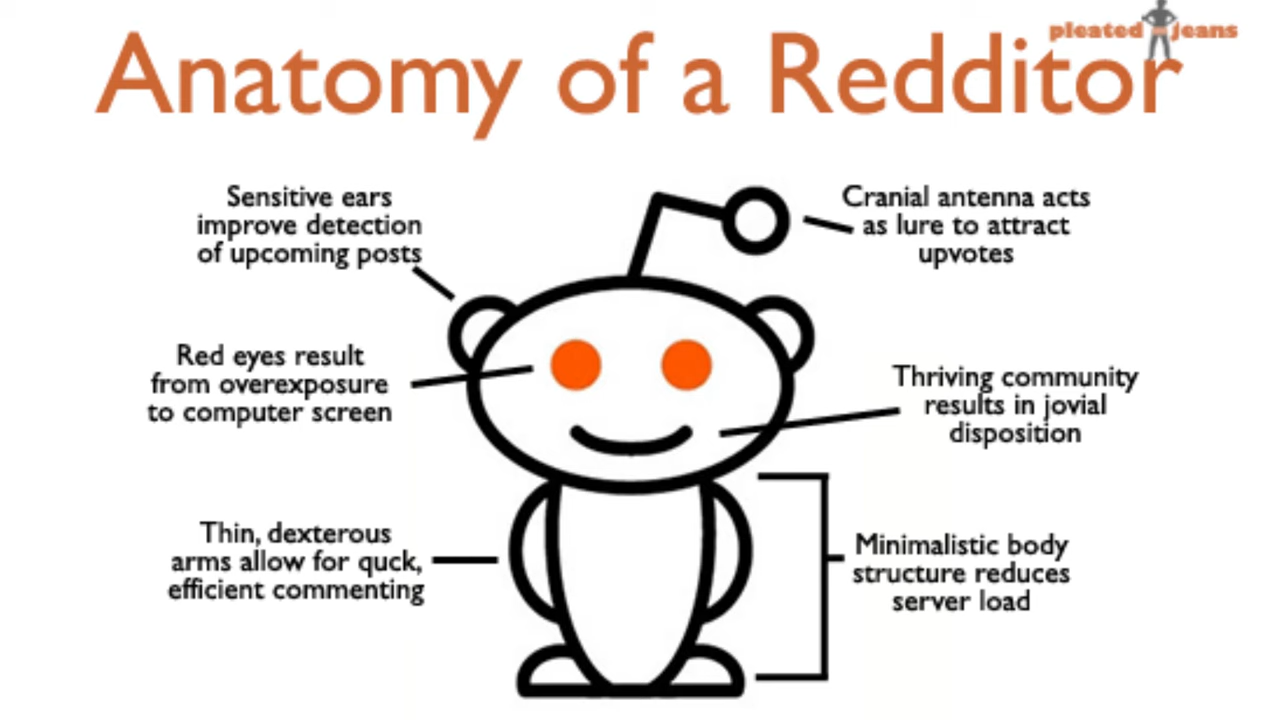 pleated jeans
Anatomy of a Redditor
Sensitive ears
improve detection
of upcoming posts
Cranial antenna acts
as lure to attract
upvotes
Red eyes result
from overexposure
to computer screen
Thriving community
results in jovial
disposition
Thin, dexterous
arms allow for quck,
efficient commenting
Minimalistic body
structure reduces
server load